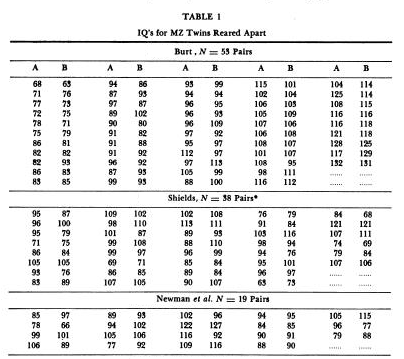 TABLE 1
IQ's for MZ Twins Reared Apart
Burt, N = 53 Pairs
A B A B A B A B A B
68 63 94 86 93 99 115 101 104 114
71 76 87 93 94 94 102 104 125 114
77 73 97 87 96 95 106 103 108 115
72 75 89 102 96 93 105 109 116 116
78 71 90 80 96 109 107 106 116 118
75 79 91 82 97 92 106 108 121 118
86 81 91 88 95 97 108 107 128 125
82 82 91 92 112 97 101 107 117 129
82 93 96 92 97 113 108 95 132 131
86 83 87 93 105 99 98 111 ...... ......
83 85 99 93 88 100 116 112 ...... ......
Shields, N = 38 Pairs*
95 87 109 102 102 108 76 79 84 68
96 100 98 110 113 111 91 84 121 121
95 79 101 87 89 93 103 116 107 111
71 75 99 108 88 110 98 94 74 69
86 84 99 97 96 99 94 76 79 84
105 105 69 71 85 84 95 101 107 106
93 76 86 85 89 84 96 97 ...... ......
83 89 107 105 90 107 63 73 ...... ......
Newman et al. N = 19 Pairs
85 97 89 93 102 96 94 95 105 115
78 66 94 102 122 127 84 85 96 77
99 101 105 106 116 92 90 91 79 88
106 89 77 92 109 116 88 90 ...... ......